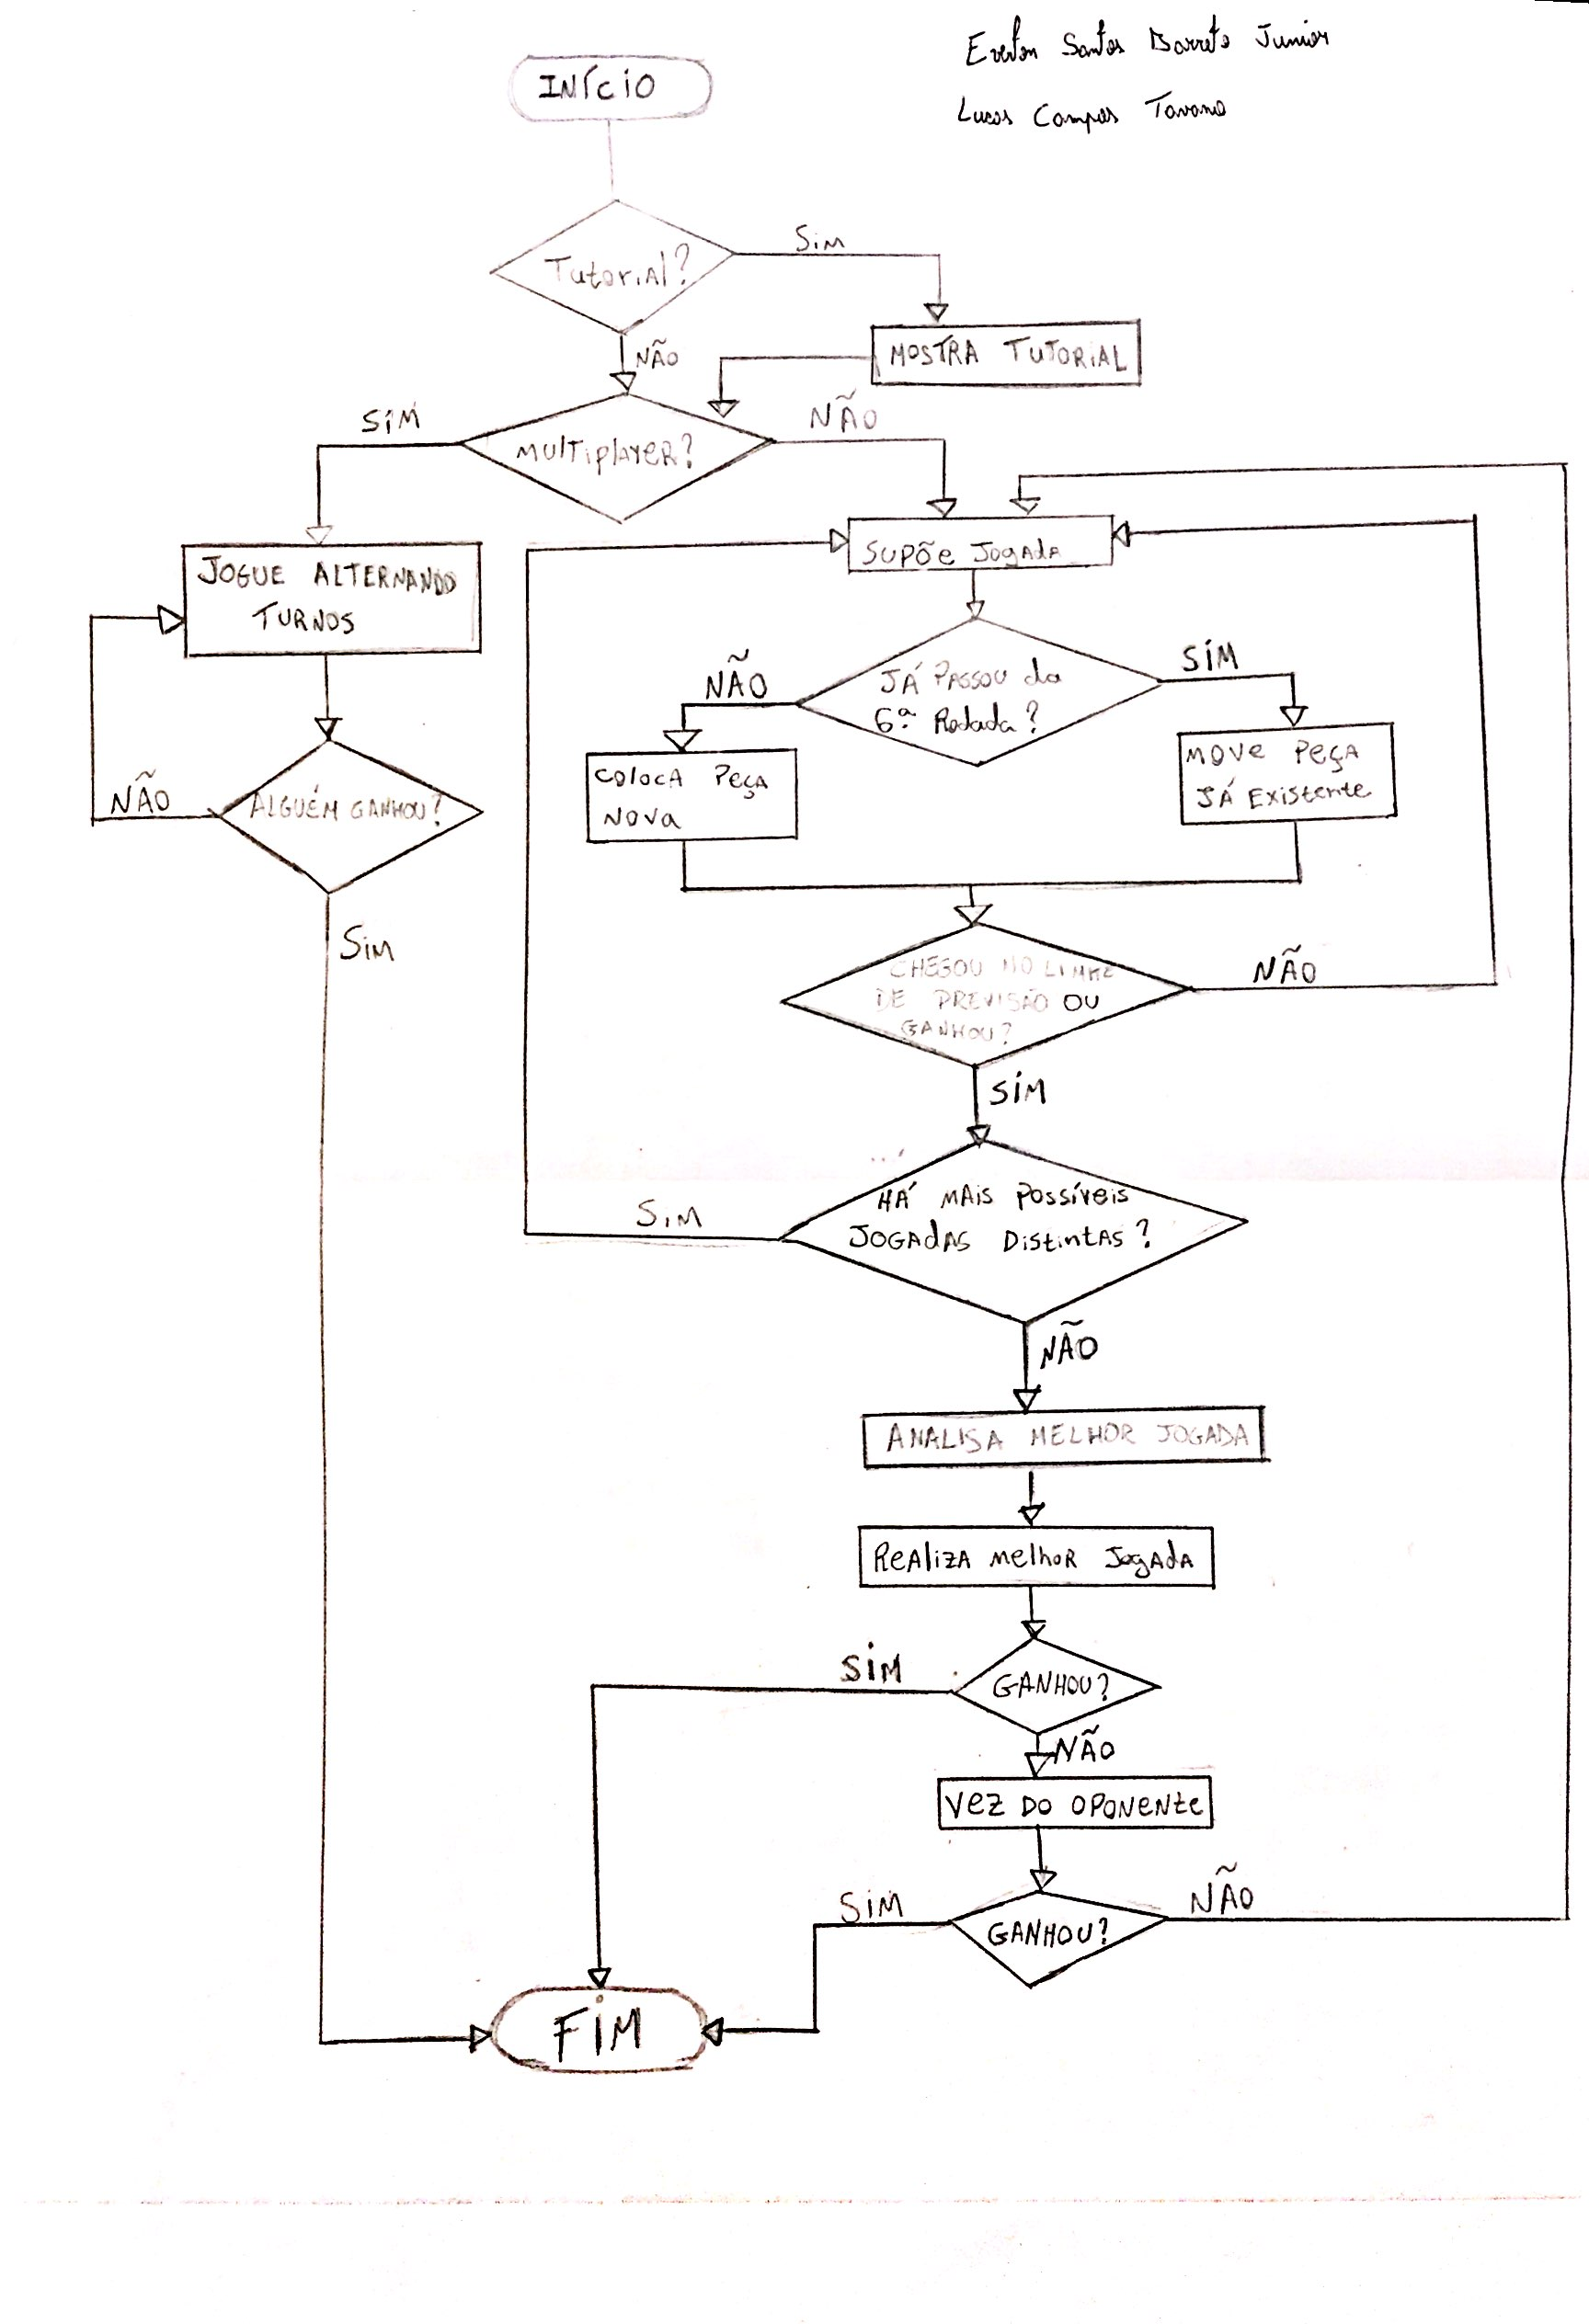 Everton Santos Barreto Junior
Lucas Campos Tavano
INÍCIO
Tutorial?
SiM
NÃO
MOSTRA TUTORIAL
MultiplAyeR?
SiM
NÃO
JOGUE ALTERNANDO
TURNOS
SUPÕe JogAdA
JÁ PASSOU da
6ª Rodada?
NÃO
SiM
COlOCA PeÇA
NOVA
MOVe PeÇA
JÁ Existente
ALGUÉM GANHOU?
NÃO
SiM
CHEGOU NO LIMITE
DE PREVISÃO OU
GANHOU?
NÃO
SiM
HÁ MAis Possíveis
JOGAdAS DistintAS?
SiM
NÃO
ANALISA MELHOR JOGADA
ReAlizA MelhoR JogAdA
GANHOU?
SiM
NÃO
Vez DO OPONeNte
GANHOU?
SiM
NÃO
FiM